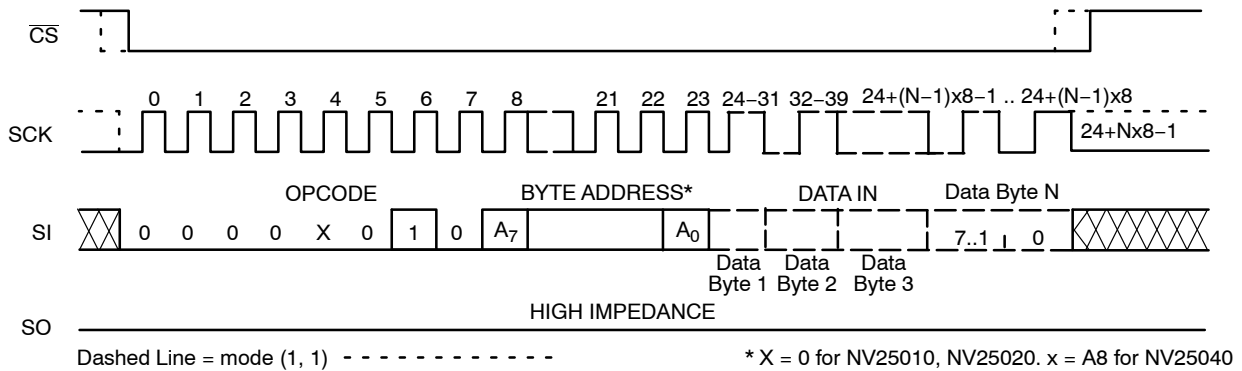 CS
0 1 2 3 4 5 6 7 8 21 22 23 24−31 32−39 24+(N−1)x8−1 .. 24+(N−1)x8
SCK
24+Nx8−1
OPCODE BYTE ADDRESS* DATA IN Data Byte N
SI 0 0 0 0 X 0 1 0 A7 A0 7..1 0
Data Byte 1
Data Byte 2
Data Byte 3
HIGH IMPEDANCE
SO
Dashed Line = mode (1, 1)
* X = 0 for NV25010, NV25020. x = A8 for NV25040